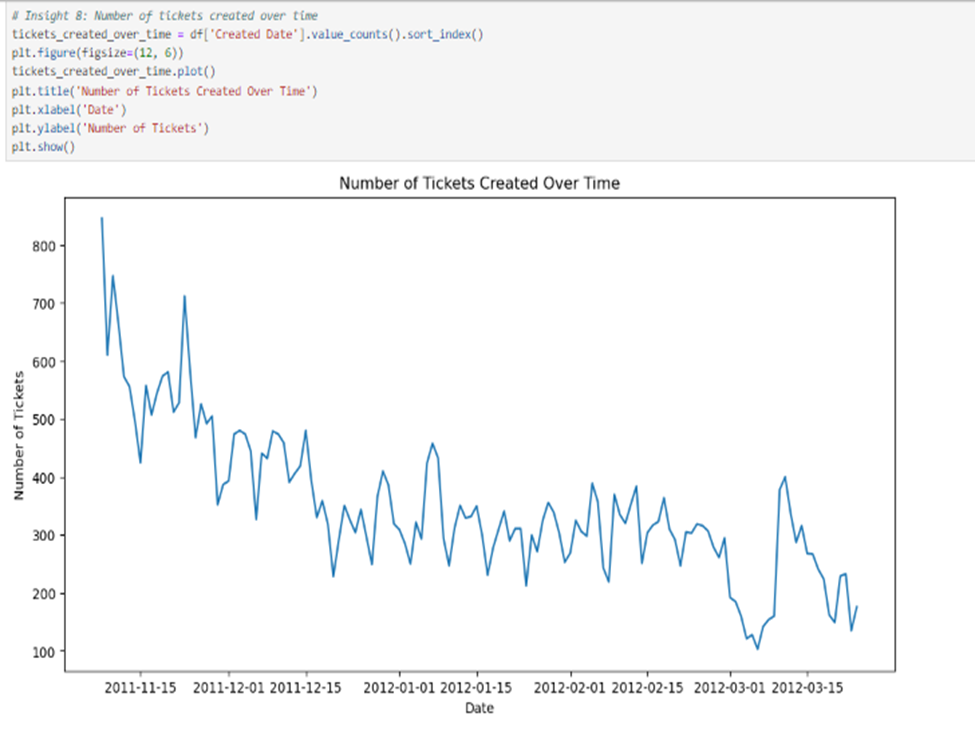 # Insight 8: Number of tickets created over time
tickets_created_over_time = df['Created Date'].value_counts().sort_index()
plt.figure(figsize=(12, 6))
tickets_created_over_time.plot()
plt.title('Number of Tickets Created Over Time')
plt.xlabel('Date')
plt.ylabel('Number of Tickets')
plt.show()
Number of Tickets Created Over Time
800
700
600
500
400
300
200
100
Number of Tickets
2011-11-15 2011-12-01 2011-12-15 2012-01-01 2012-01-15 2012-02-01 2012-02-15 2012-03-01 2012-03-15
Date